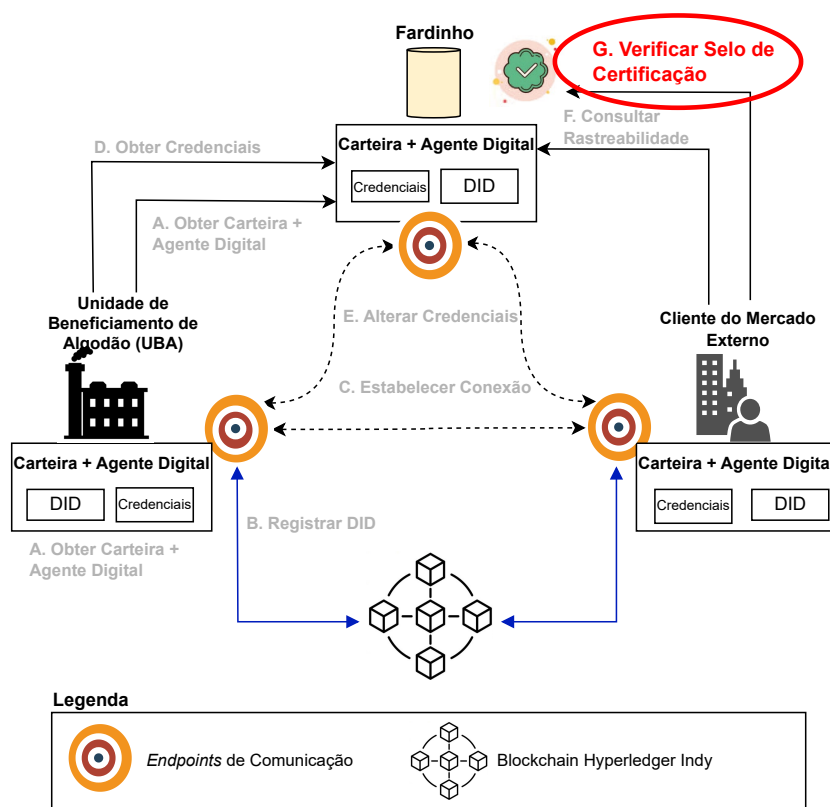 Fardinho
G. Verificar Selo de
Certificação
F. Consultar
Rastreabilidade
D. Obter Credenciais
Carteira + Agente Digital
Credenciais
DID
A. Obter Carteira +
Agente Digital
Unidade de
Beneficiamento de
Algodão (UBA)
E. Alterar Credenciais
Cliente do Mercado
Externo
C. Estabelecer Conexão
Carteira + Agente Digital
DID
Credenciais
Carteira + Agente Digita
Credenciais
DID
B. Registrar DID
A. Obter Carteira +
Agente Digital
Legenda
Endpoints de Comunicação
Blockchain Hyperledger Indy